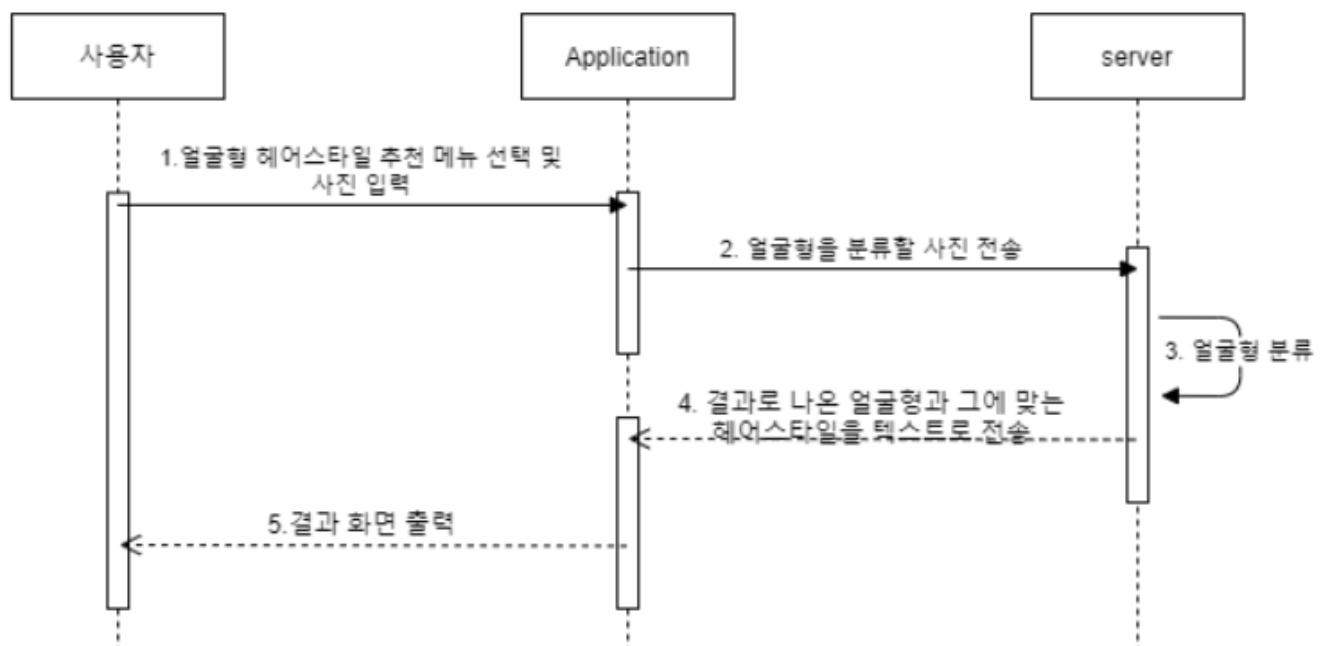 사용자
Application
server
1.얼굴형 헤어스타일 추천 메뉴 선택 및
사진 입력
2. 얼굴형을 분류할 사진 전송
3. 얼굴형 분류
4. 결과로 나온 얼굴형과 그에 맞는
헤어스타일을 텍스트로 전송
5.결과 화면 출력